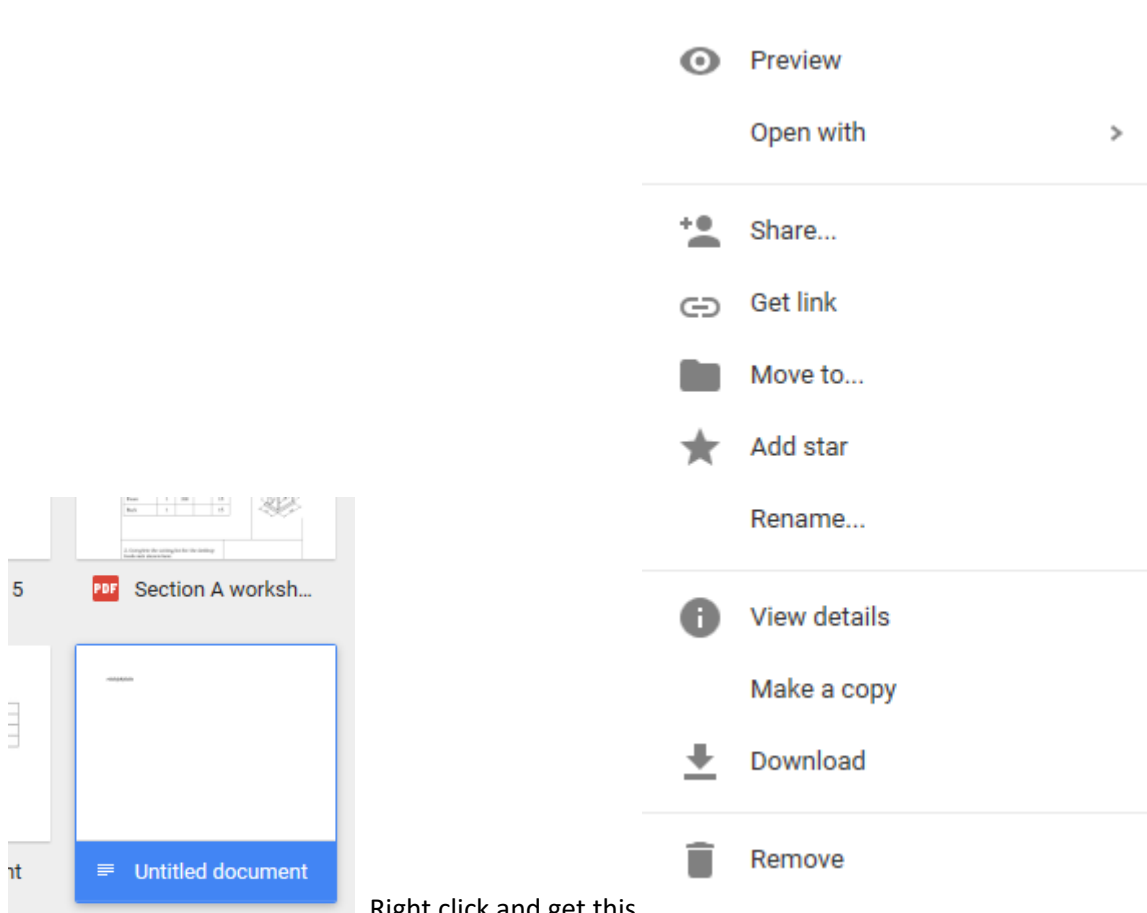 Preview
Open with
Share...
Get link
Move to...
Add star
Rename...
View details
Make a copy
Download
Remove
5
PDF Section A worksh...
nt
Untitled document
Right click and get this